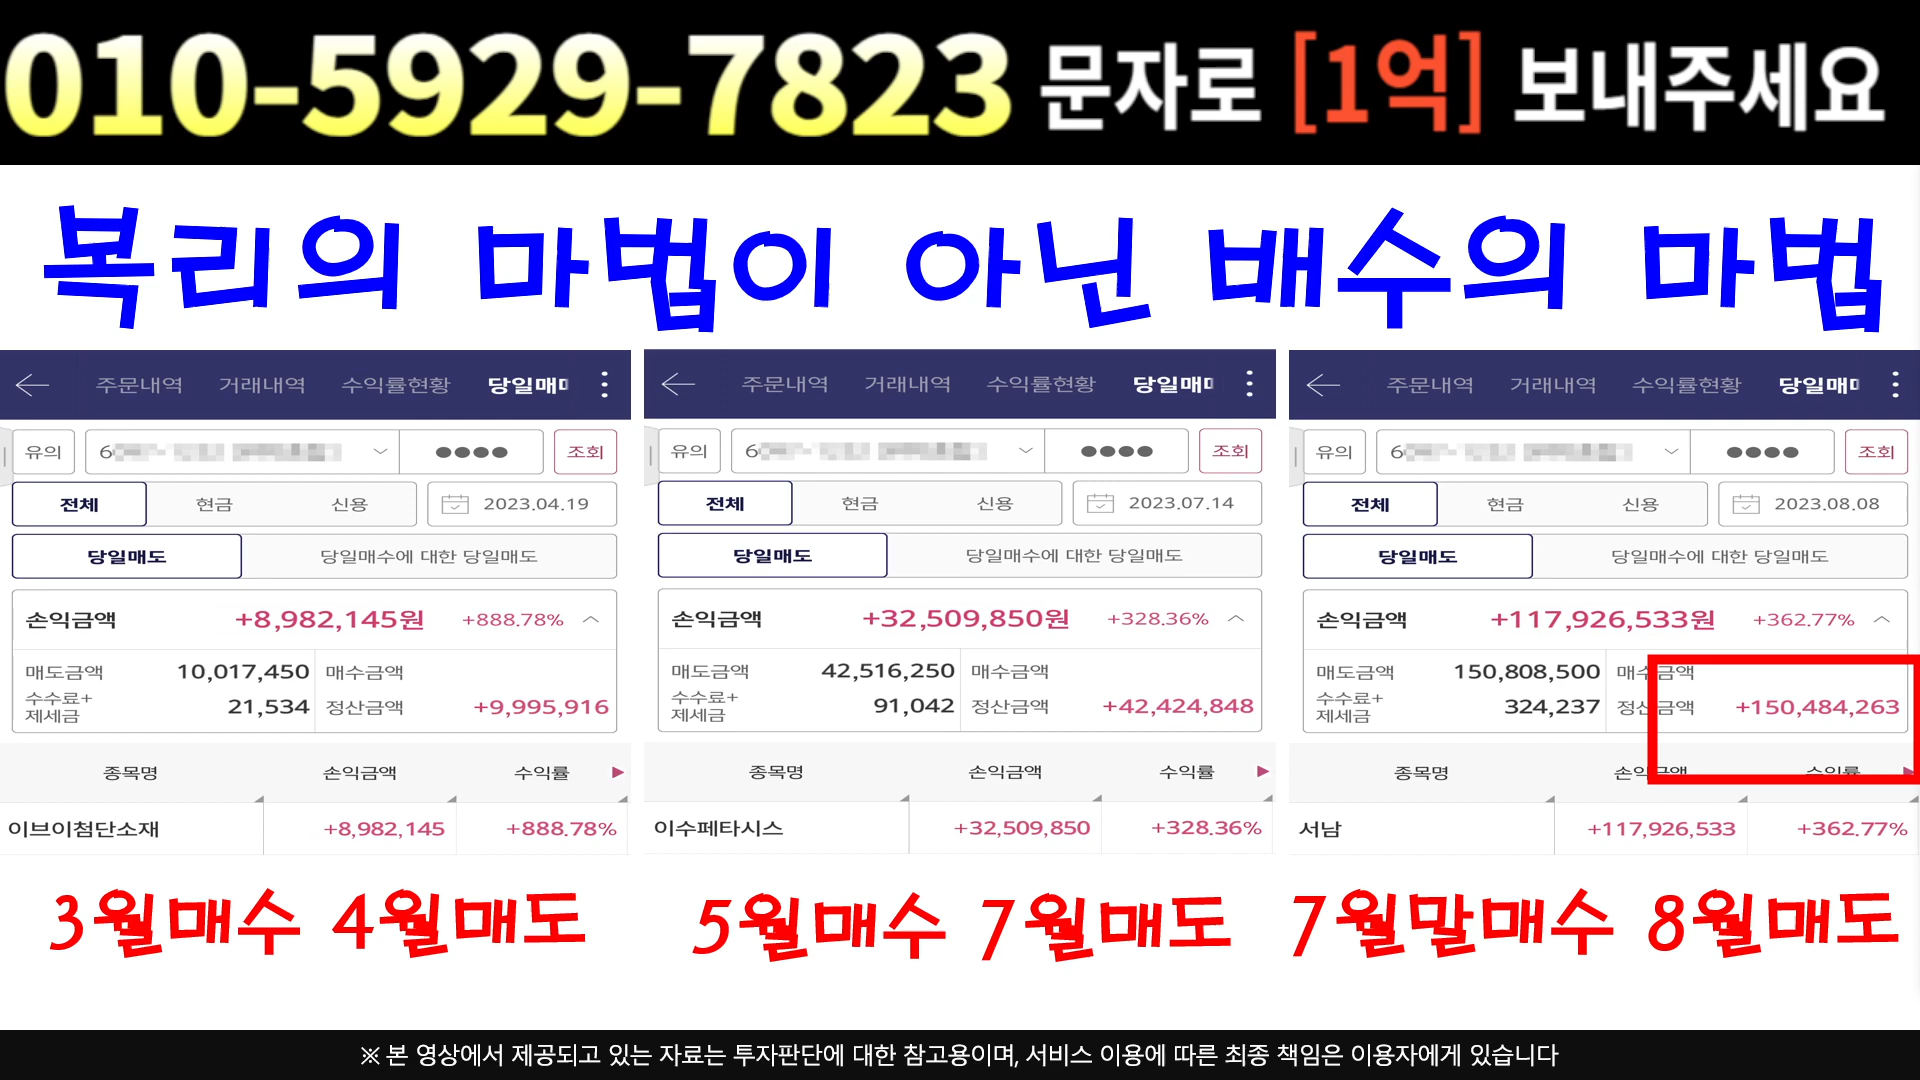 010-5929-7823 문자로 [1억] 보내주세요
복리의 마법이 아닌 배수의 마법
주문내역 거래내역 수익률현황 당일매
유의 6 ●●●● 조회
전체 현금 신용 2023.04.19
당일매도 당일매수에 대한 당일매도
손익금액 +8,982,145원 +888.78%
매도금액 10,017,450 매수금액
수수료+
제세금 21,534 정산금액 +9,995,916
종목명 손익금액 수익률
이브이첨단소재 +8,982,145 +888.78%
3월매수 4월매도
주문내역 거래내역 수익률현황 당일매
유의 6 ●●●● 조회
전체 현금 신용 2023.07.14
당일매도 당일매수에 대한 당일매도
손익금액 +32,509,850원 +328.36%
매도금액 42,516,250 매수금액
수수료+
제세금 91,042 정산금액 +42,424,848
종목명 손익금액 수익률
이수페타시스 +32,509,850 +328.36%
5월매수 7월매도
주문내역 거래내역 수익률현황 당일매
유의 6 ●●●● 조회
전체 현금 신용 2023.08.08
당일매도 당일매수에 대한 당일매도
손익금액 +117,926,533원 +362.77%
매도금액 150,808,500 매수금액
수수료+
제세금 324,237 정산금액 +150,484,263
종목명 손익금액 수익률
서남 +117,926,533 +362.77%
7월말매수 8월매도
※ 본 영상에서 제공되고 있는 자료는 투자판단에 대한 참고용이며, 서비스 이용에 따른 최종 책임은 이용자에게 있습니다